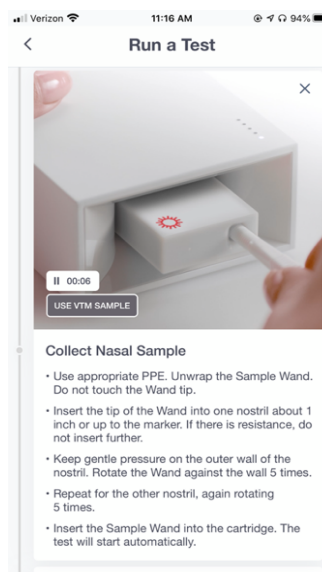 Verizon 11:16 AM 94%
Run a Test
00:06
USE VTM SAMPLE
Collect Nasal Sample
• Use appropriate PPE. Unwrap the Sample Wand.
Do not touch the Wand tip.
• Insert the tip of the Wand into one nostril about 1
inch or up to the marker. If there is resistance, do
not insert further.
• Keep gentle pressure on the outer wall of the
nostril. Rotate the Wand against the wall 5 times.
• Repeat for the other nostril, again rotating
5 times.
• Insert the Sample Wand into the cartridge. The
test will start automatically.